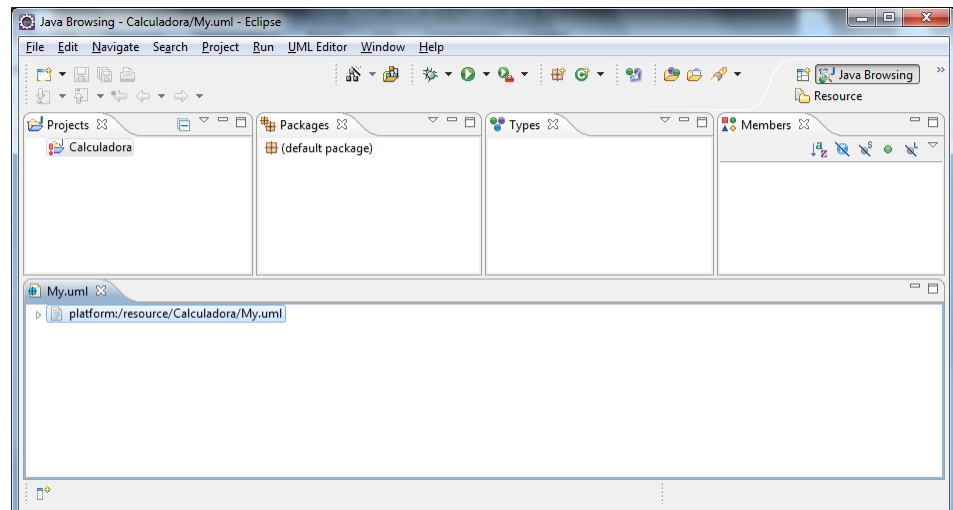 Java Browsing - Calculadora/My.uml - Eclipse
File Edit Navigate Search Project Run UML Editor Window Help
Java Browsing
Resource
Projects
Packages
Types
Members
Calculadora
(default package)
My.uml
platform:/resource/Calculadora/My.uml